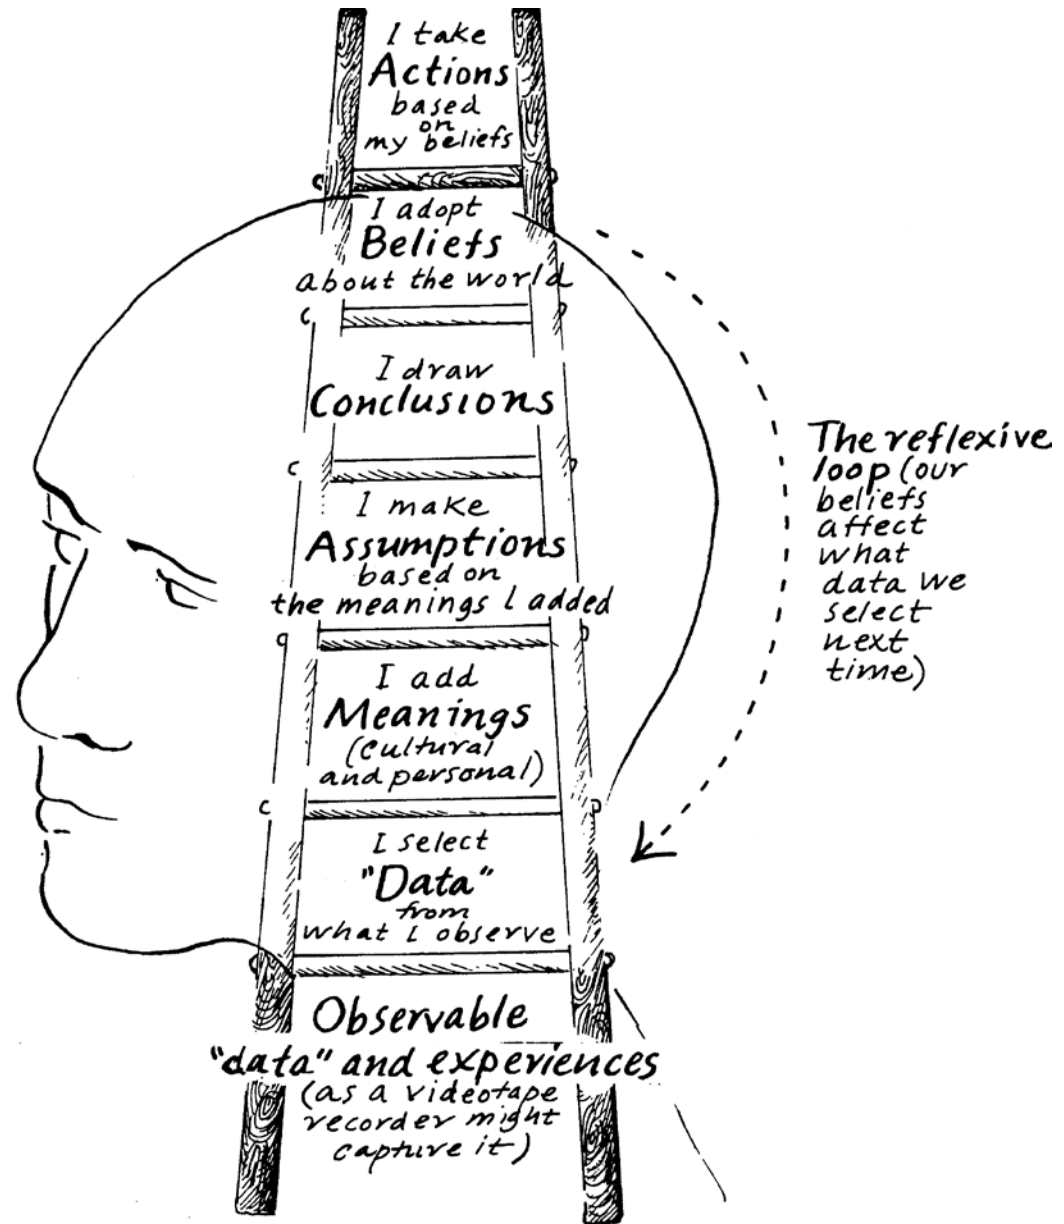 I take
Actions
based
on
my beliefs
I adopt
Beliefs
about the world
I draw
Conclusions
I make
Assumptions
based on
the meanings I added
I add
Meanings
(cultural
and personal)
I select
"Data"
from
what I observe
Observable
"data" and experiences
(as a videotape
recorder might
capture it)
The reflexive
loop (our
beliefs
affect
what
data we
select
next
time)